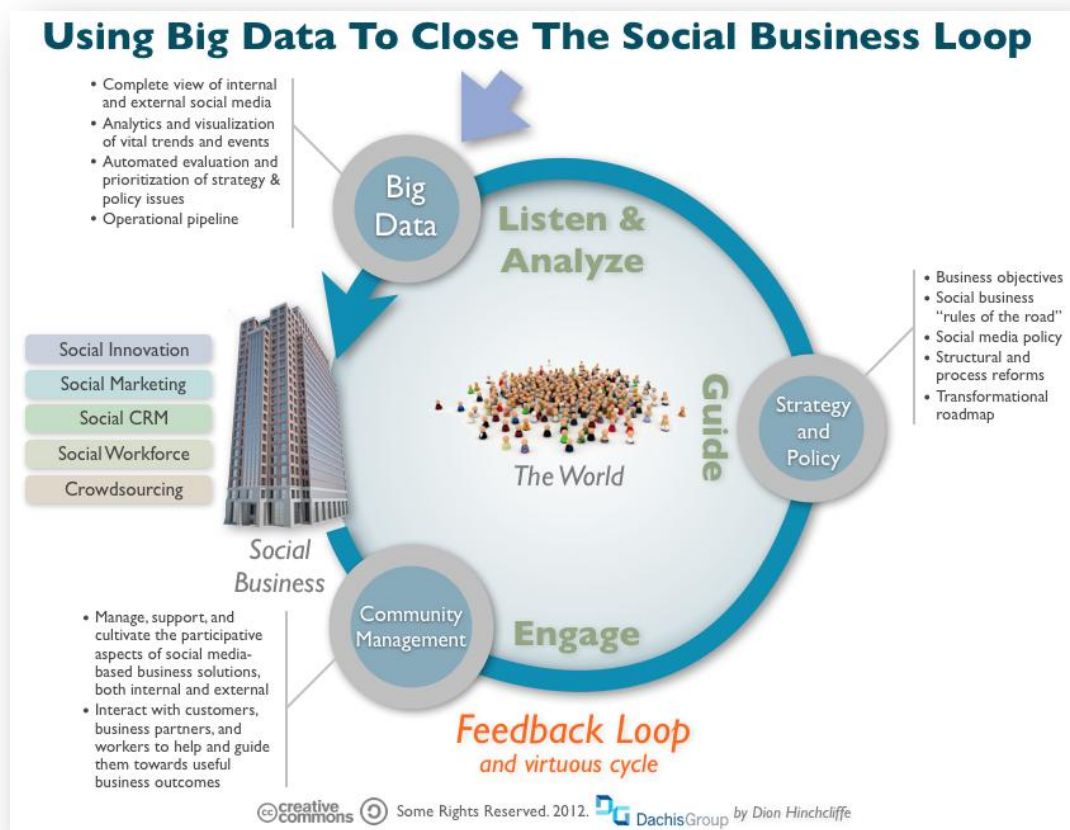 Using Big Data To Close The Social Business Loop
• Complete view of internal
and external social media
• Analytics and visualization
of vital trends and events
• Automated evaluation and
prioritization of strategy &
policy issues
• Operational pipeline
Big
Data
Listen &
Analyze
• Business objectives
• Social business
“rules of the road”
• Social media policy
• Structural and
process reforms
• Transformational
roadmap
Guide
Strategy
and
Policy
Social Innovation
Social Marketing
Social CRM
Social Workforce
Crowdsourcing
The World
Social
Business
Community
Management
Engage
• Manage, support, and
cultivate the participative
aspects of social media-
based business solutions,
both internal and external
• Interact with customers,
business partners, and
workers to help and guide
them towards useful
business outcomes
Feedback Loop
and virtuous cycle
cc creative
commons
Some Rights Reserved. 2012.
DG DachisGroup by Dion Hinchcliffe